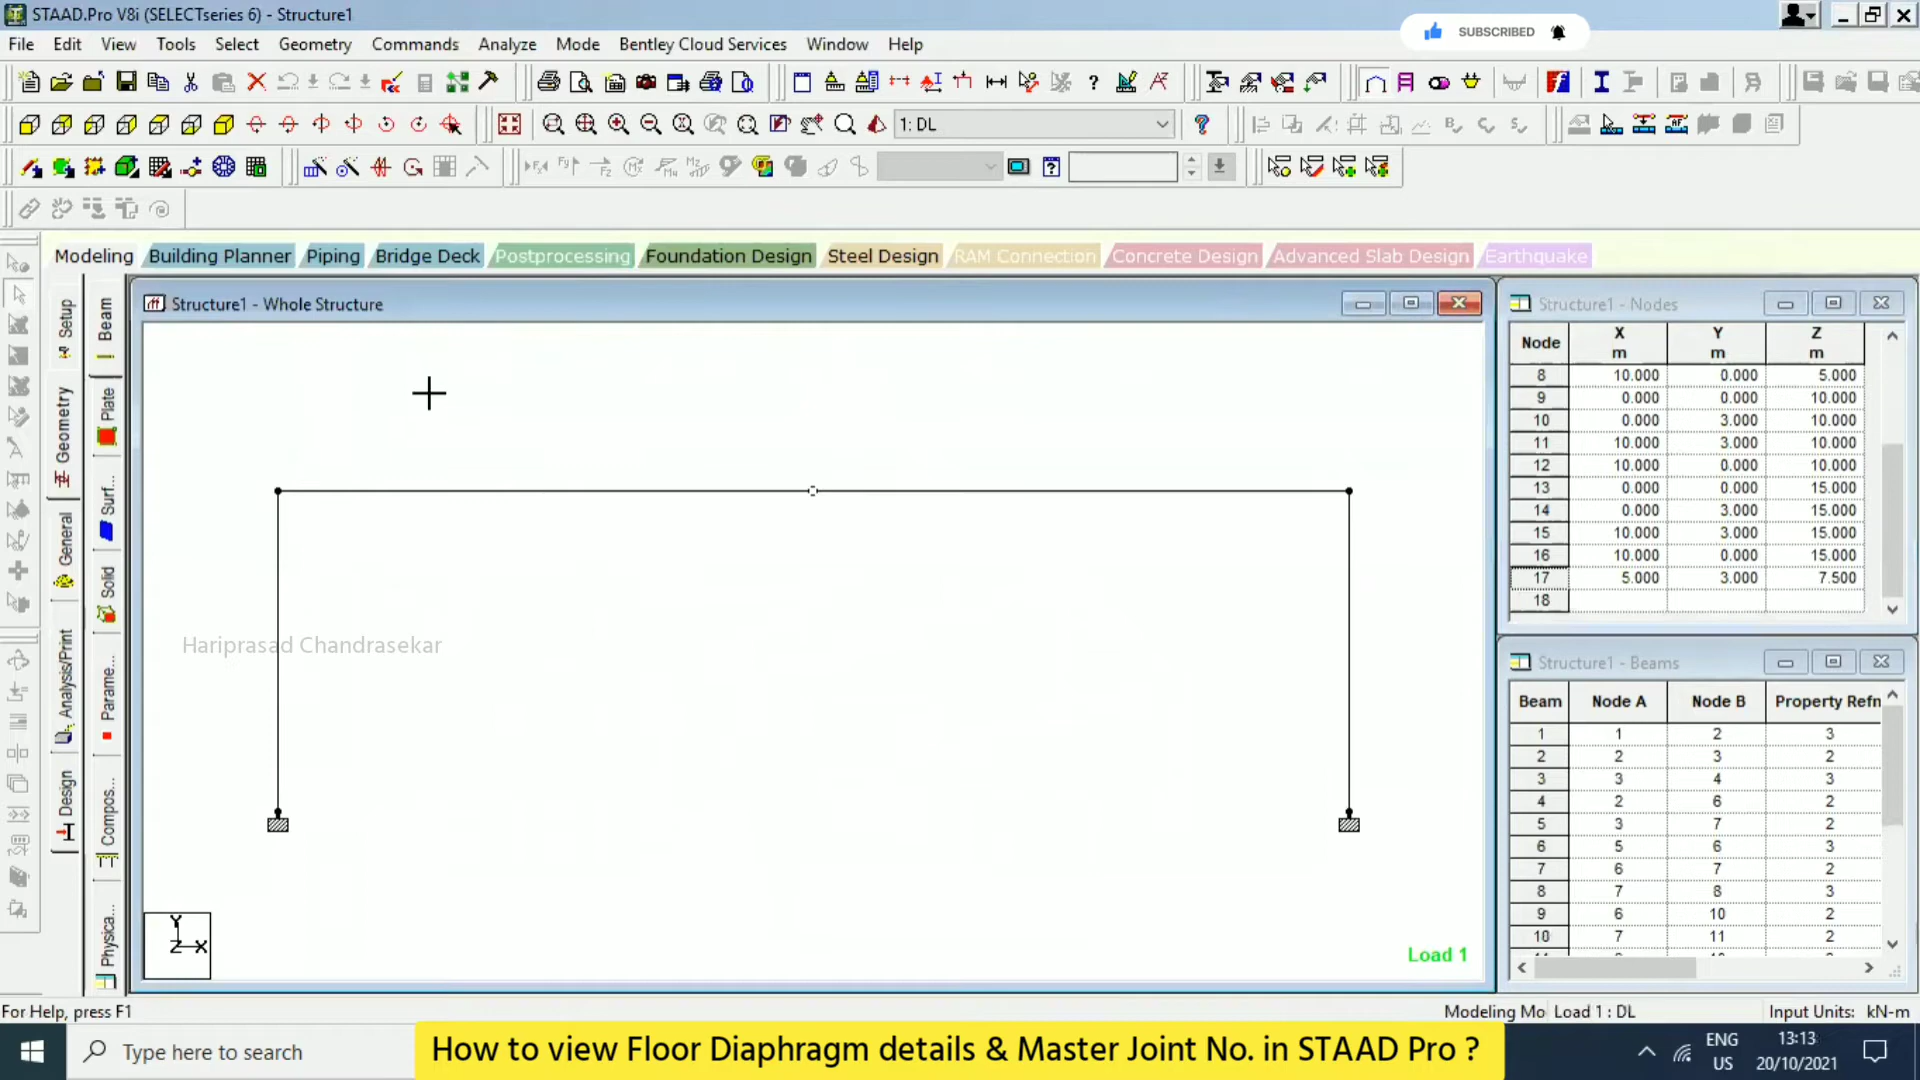 STAAD.Pro V8i (SELECTseries 6) - Structure1
SUBSCRIBED
File Edit View Tools Select Geometry Commands Analyze Mode Bentley Cloud Services Window Help
1: DL
Modeling Building Planner Piping Bridge Deck Postprocessing Foundation Design Steel Design RAM Connection Concrete Design Advanced Slab Design Earthquake
Setup
Geometry
General
Analysis/Print
Design
Beam
Plate
Surf...
Solid
Parame...
Compos...
Physica...
Structure1 - Whole Structure
Hariprasad Chandrasekar
Y
Z X
Load 1
Structure1 - Nodes
Node X m Y m Z m
8 10.000 0.000 5.000
9 0.000 0.000 10.000
10 0.000 3.000 10.000
11 10.000 3.000 10.000
12 10.000 0.000 10.000
13 0.000 0.000 15.000
14 0.000 3.000 15.000
15 10.000 3.000 15.000
16 10.000 0.000 15.000
17 5.000 3.000 7.500
18
Structure1 - Beams
Beam Node A Node B Property Refn
1 1 2 3
2 2 3 2
3 3 4 3
4 2 6 2
5 3 7 2
6 5 6 3
7 6 7 2
8 7 8 3
9 6 10 2
10 7 11 2
For Help, press F1
Modeling Mo Load 1 : DL Input Units: kN-m
Type here to search
How to view Floor Diaphragm details & Master Joint No. in STAAD Pro ?
ENG
US
13:13
20/10/2021